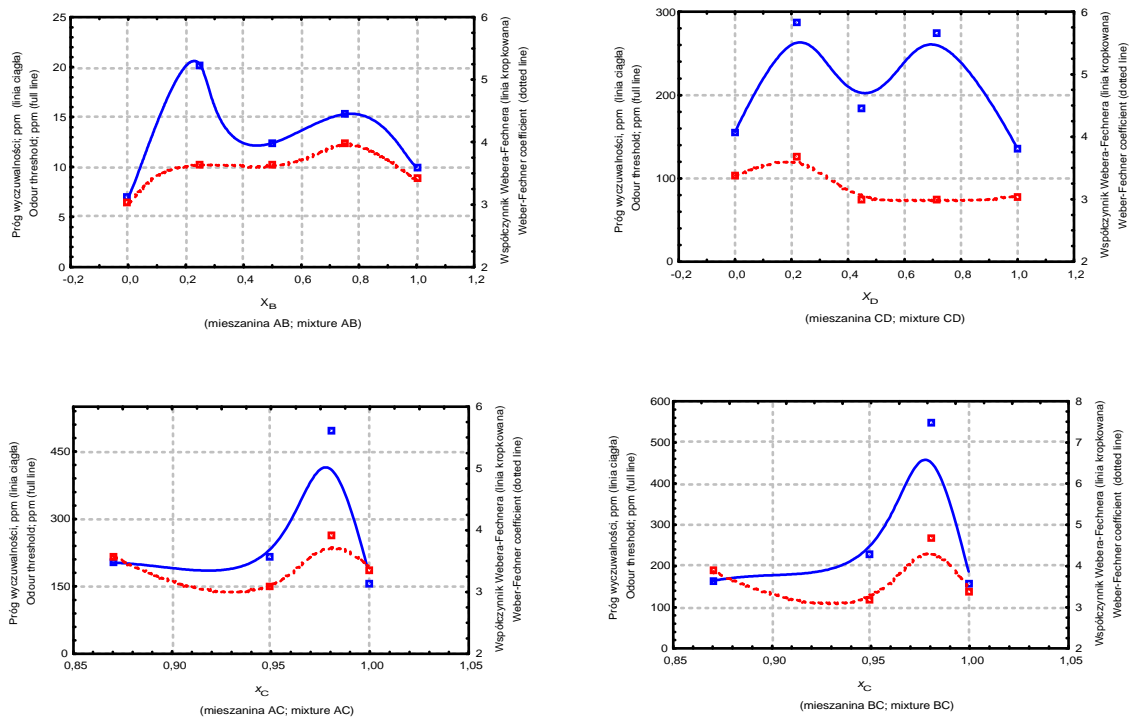 Próg wyczuwalności, ppm (linia ciągła)
Odour threshold; ppm (full line)
25
20
15
10
5
0
6
5
4
3
2
Współczynnik Webera-Fechnera (linia kropkowana)
Weber-Fechner coefficient (dotted line)
-0,2 0,0 0,2 0,4 0,6 0,8 1,0 1,2
XB
(mieszanina AB; mixture AB)
Próg wyczuwalności, ppm (linia ciągła)
Odour threshold; ppm (full line)
300
200
100
0
6
5
4
3
2
Współczynnik Webera-Fechnera (linia kropkowana)
Weber-Fechner coefficient (dotted line)
-0,2 0,0 0,2 0,4 0,6 0,8 1,0 1,2
XD
(mieszanina CD; mixture CD)
Próg wyczuwalności, ppm (linia ciągła)
Odour threshold; ppm (full line)
450
300
150
0
6
5
4
3
2
Współczynnik Webera-Fechnera (linia kropkowana)
Weber-Fechner coefficient (dotted line)
0,85 0,90 0,95 1,00 1,05
xC
(mieszanina AC; mixture AC)
Próg wyczuwalności, ppm (linia ciągła)
Odour threshold; ppm (full line)
600
500
400
300
200
100
0
8
7
6
5
4
3
2
Współczynnik Webera-Fechnera (linia kropkowana)
Weber-Fechner coefficient (dotted line)
0,85 0,90 0,95 1,00 1,05
xC
(mieszanina BC; mixture BC)